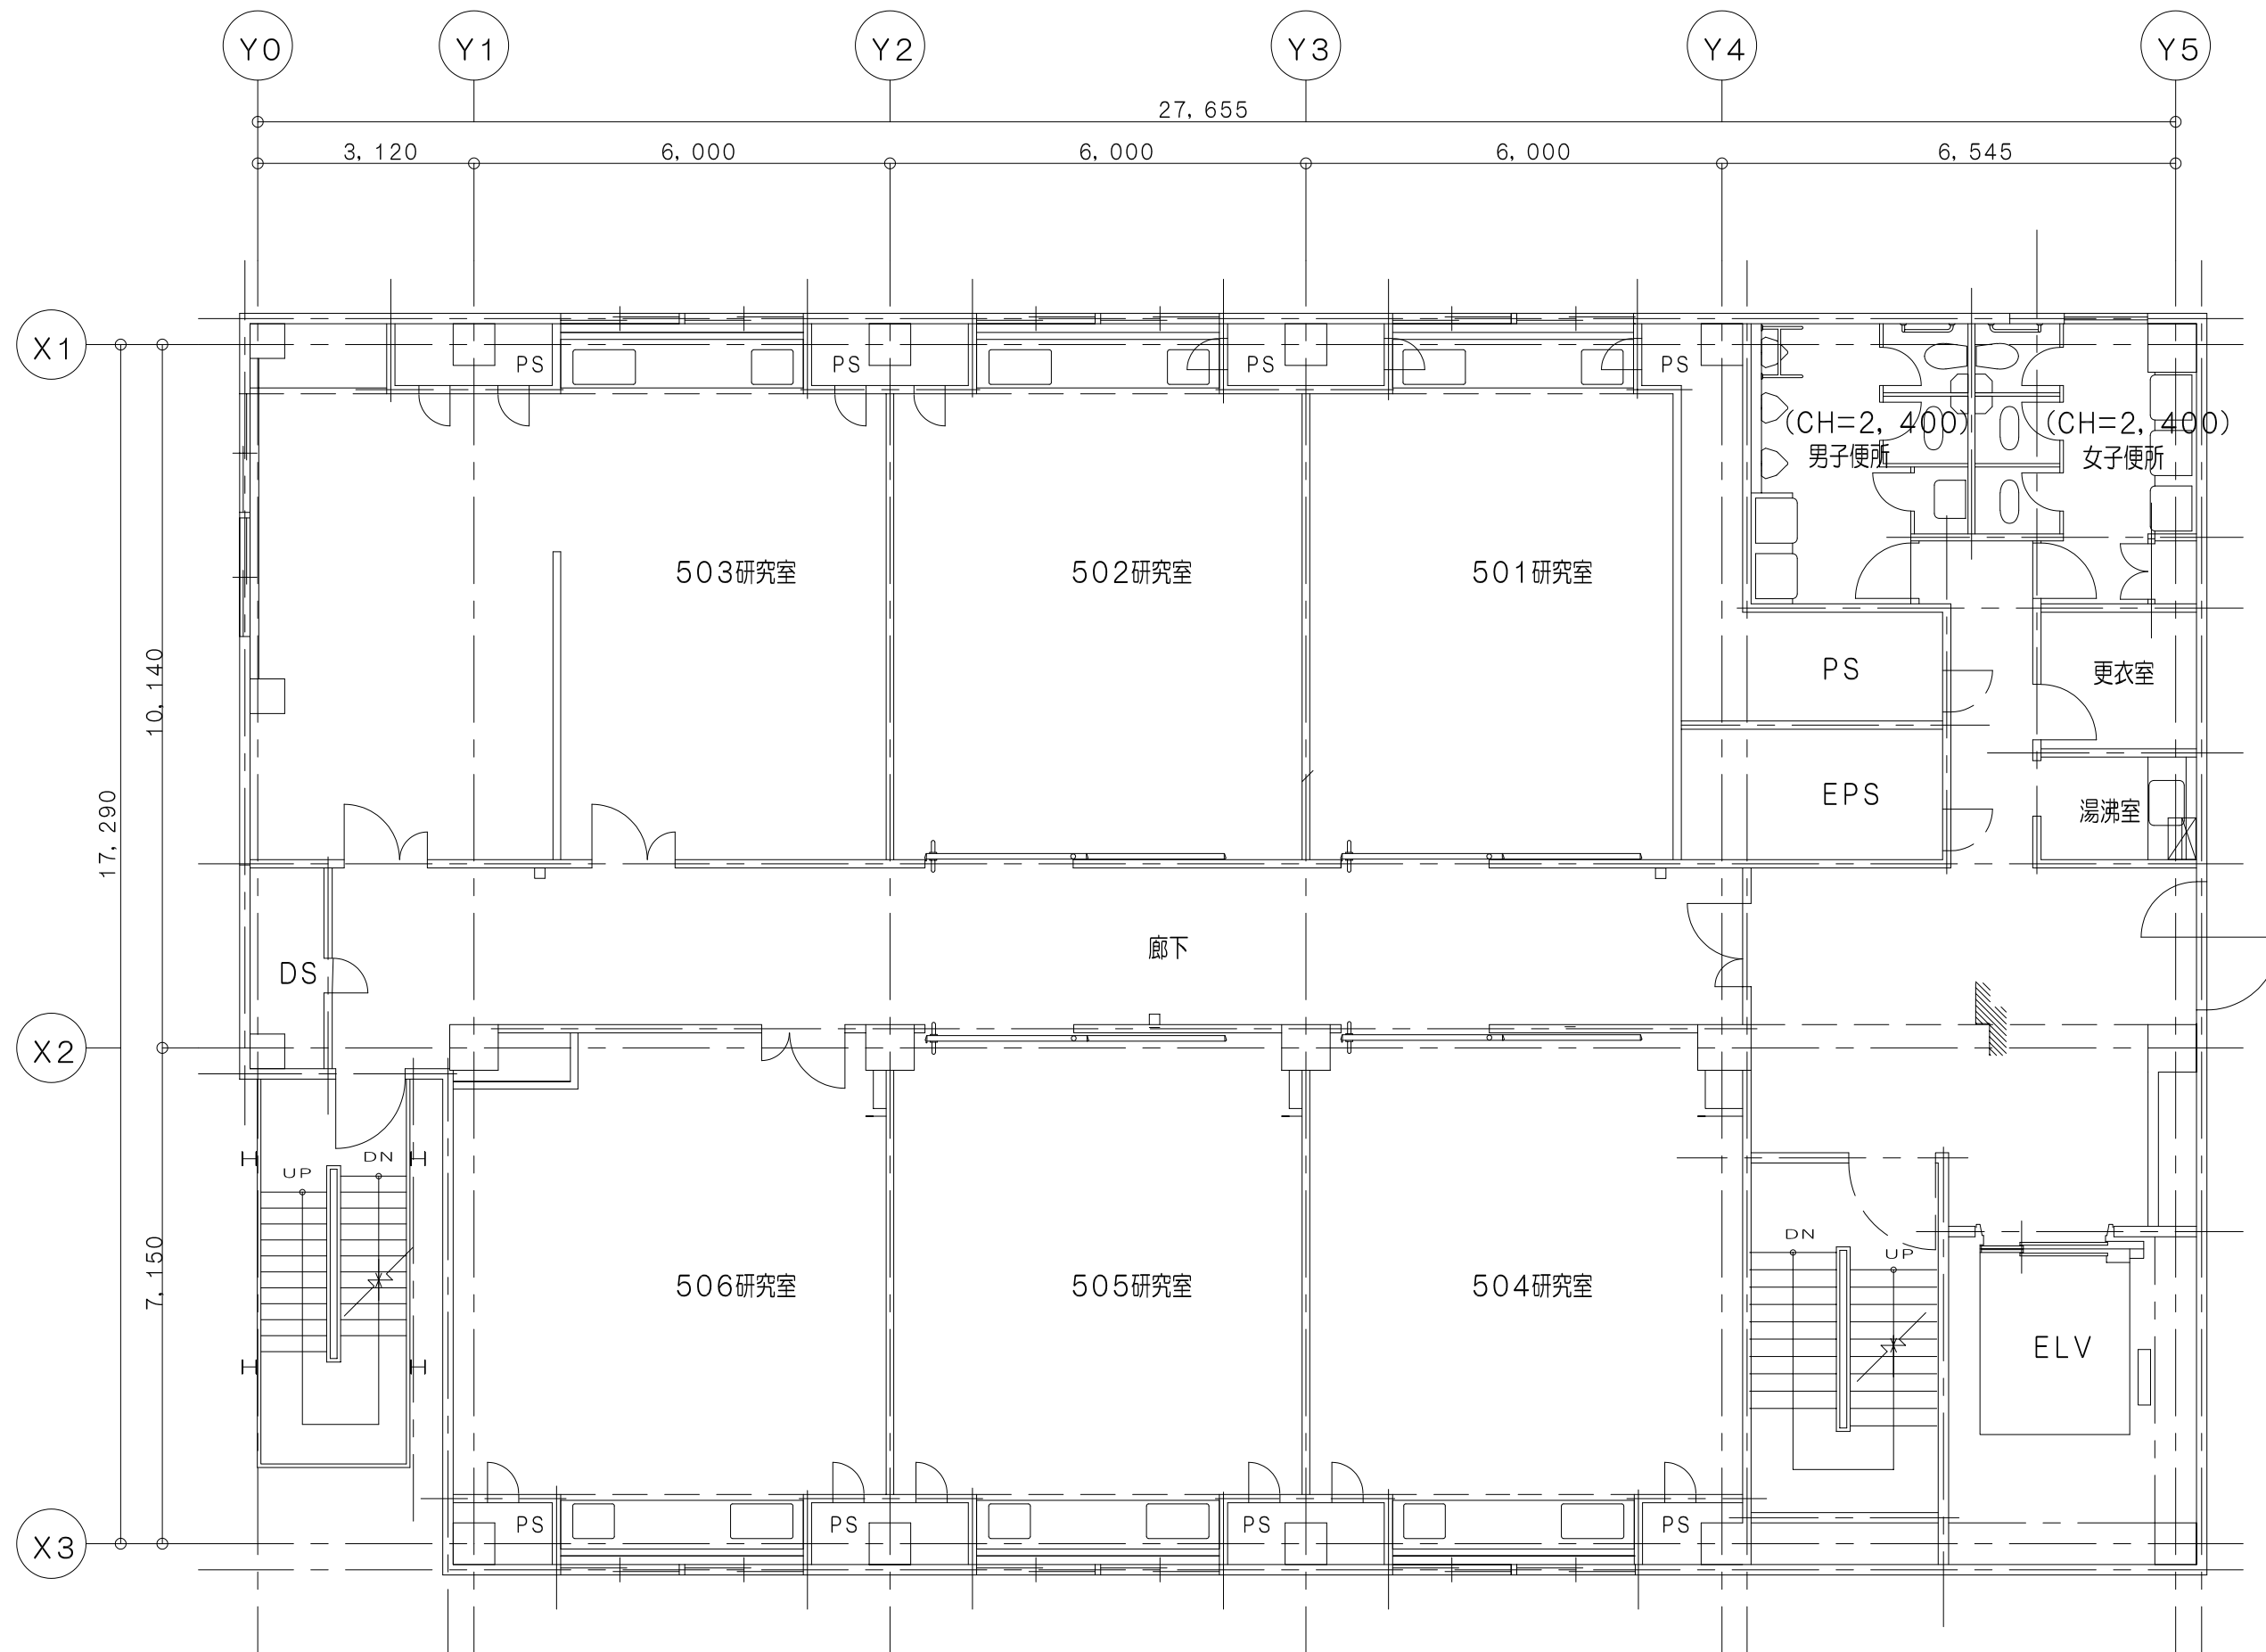 Y0 Y1 Y2 Y3 Y4 Y5
27,655
3,120 6,000 6,000 6,000 6,545
X1
PS PS PS PS
(CH=2,400) (CH=2,400)
男子便所 女子便所
503研究室 502研究室 501研究室
PS 更衣室
10,140
EPS 湯沸室
17,290
廊下
DS
X2
UP DN
DN UP
7,150
506研究室 505研究室 504研究室
ELV
PS PS PS PS
X3